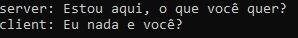 server: Estou aqui, o que você quer?
client: Eu nada e você?